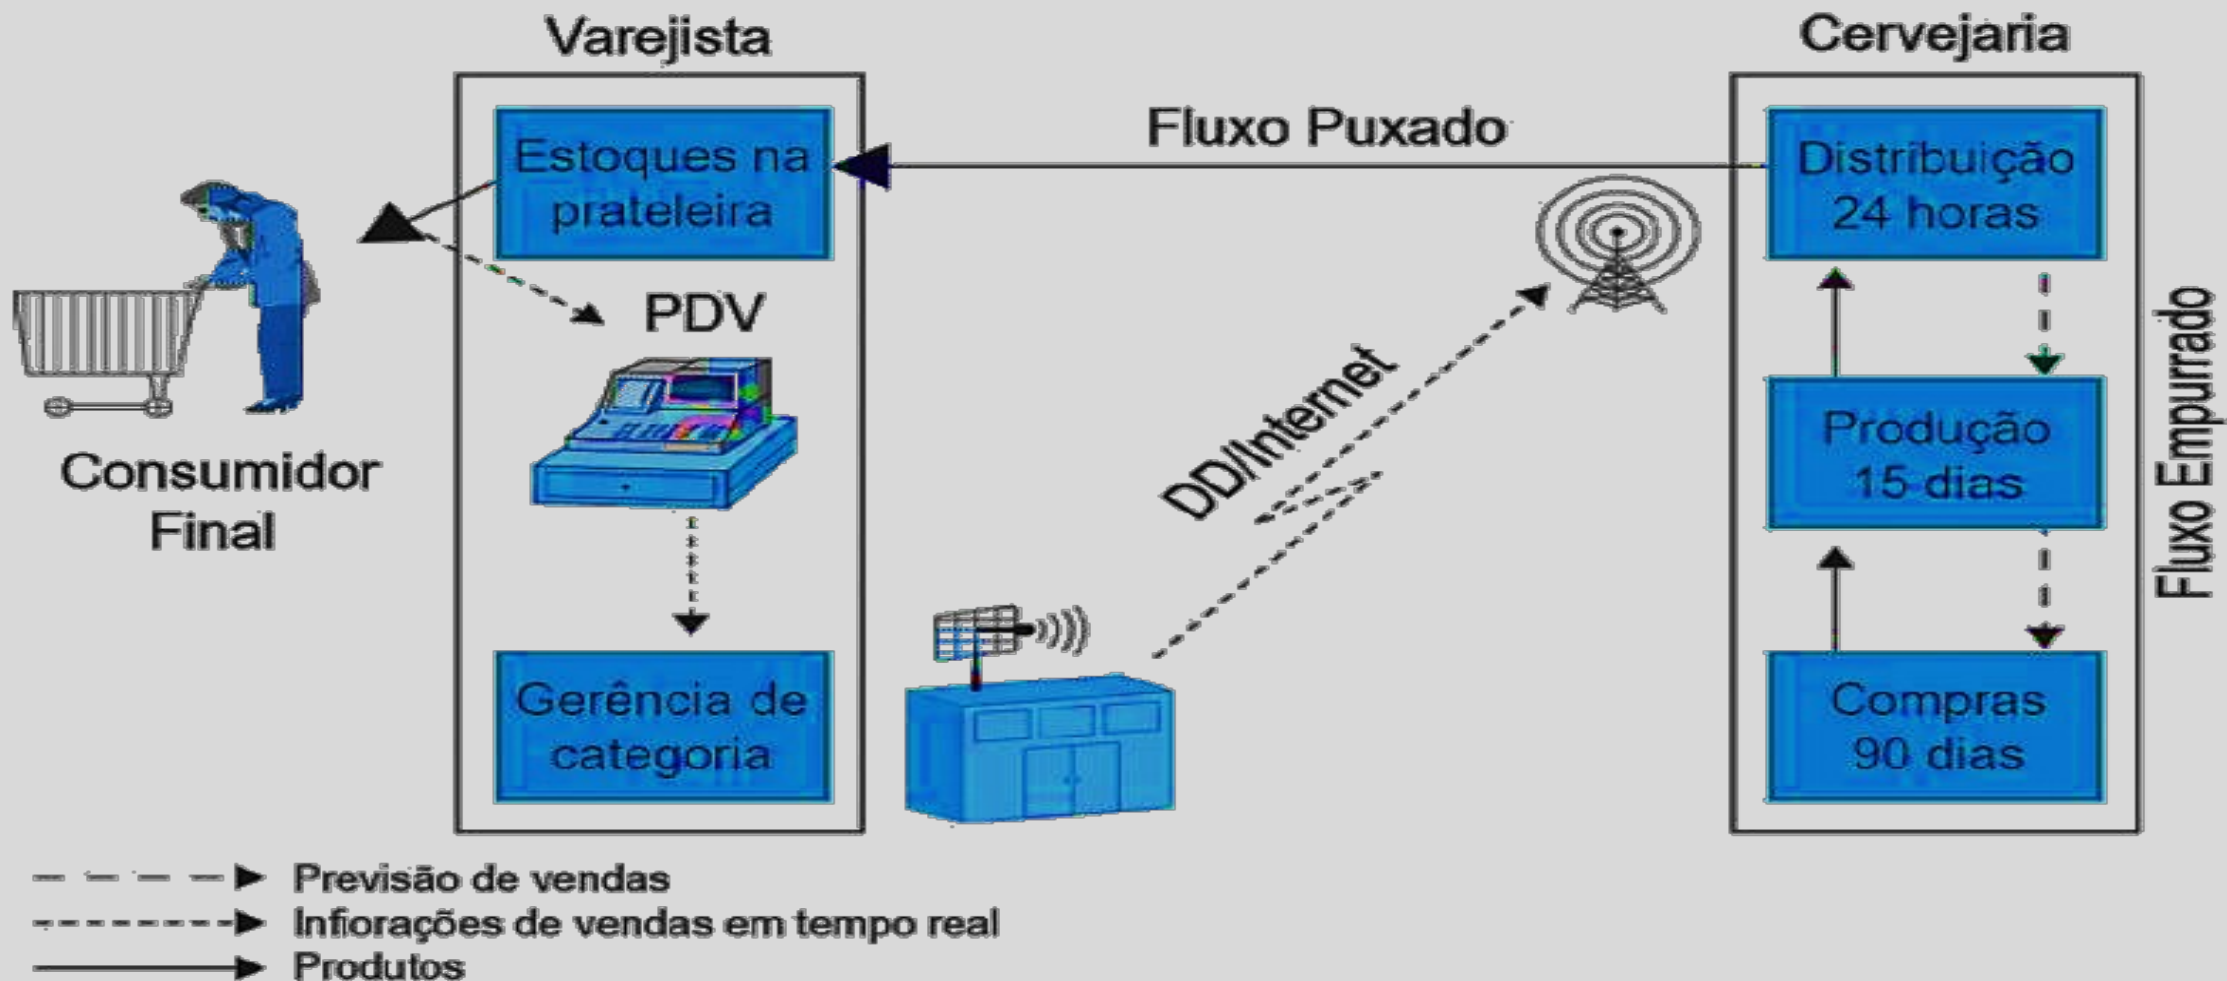 Varejista
Cervejaria
Fluxo Puxado
Estoques na
prateleira
Distribuição
24 horas
PDV
DD/Internet
Fluxo Empurrado
Produção
15 dias
Consumidor
Final
Gerência de
categoria
Compras
90 dias
Previsão de vendas
Infiorações de vendas em tempo real
Produtos